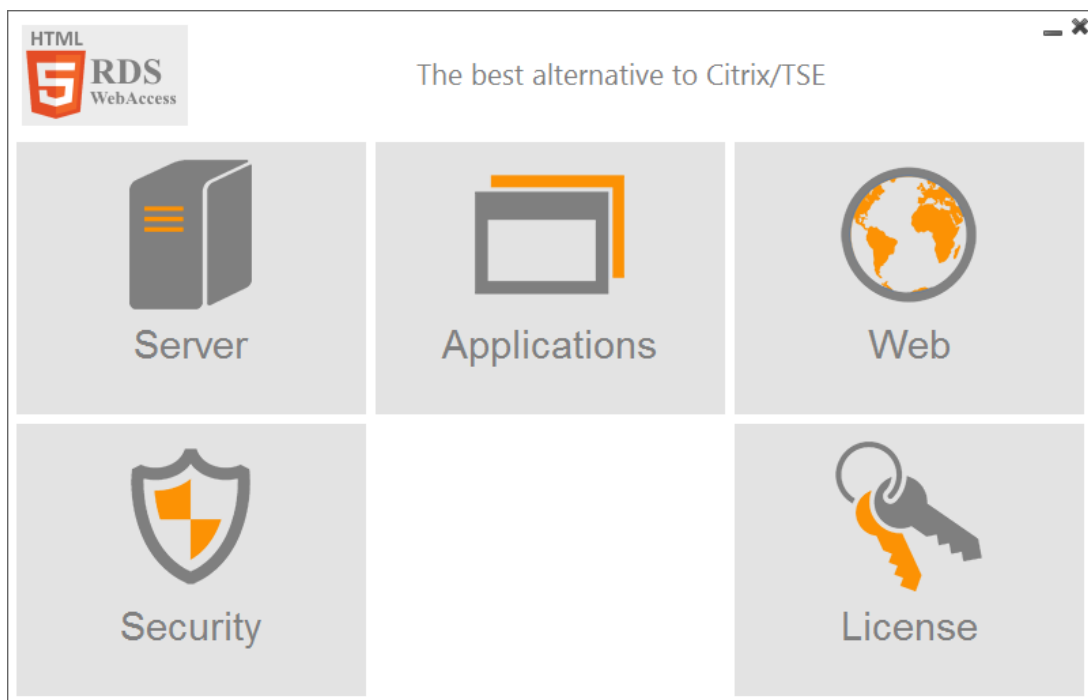 HTML
5
RDS
WebAccess
The best alternative to Citrix/TSE
Server
Applications
Web
Security
License